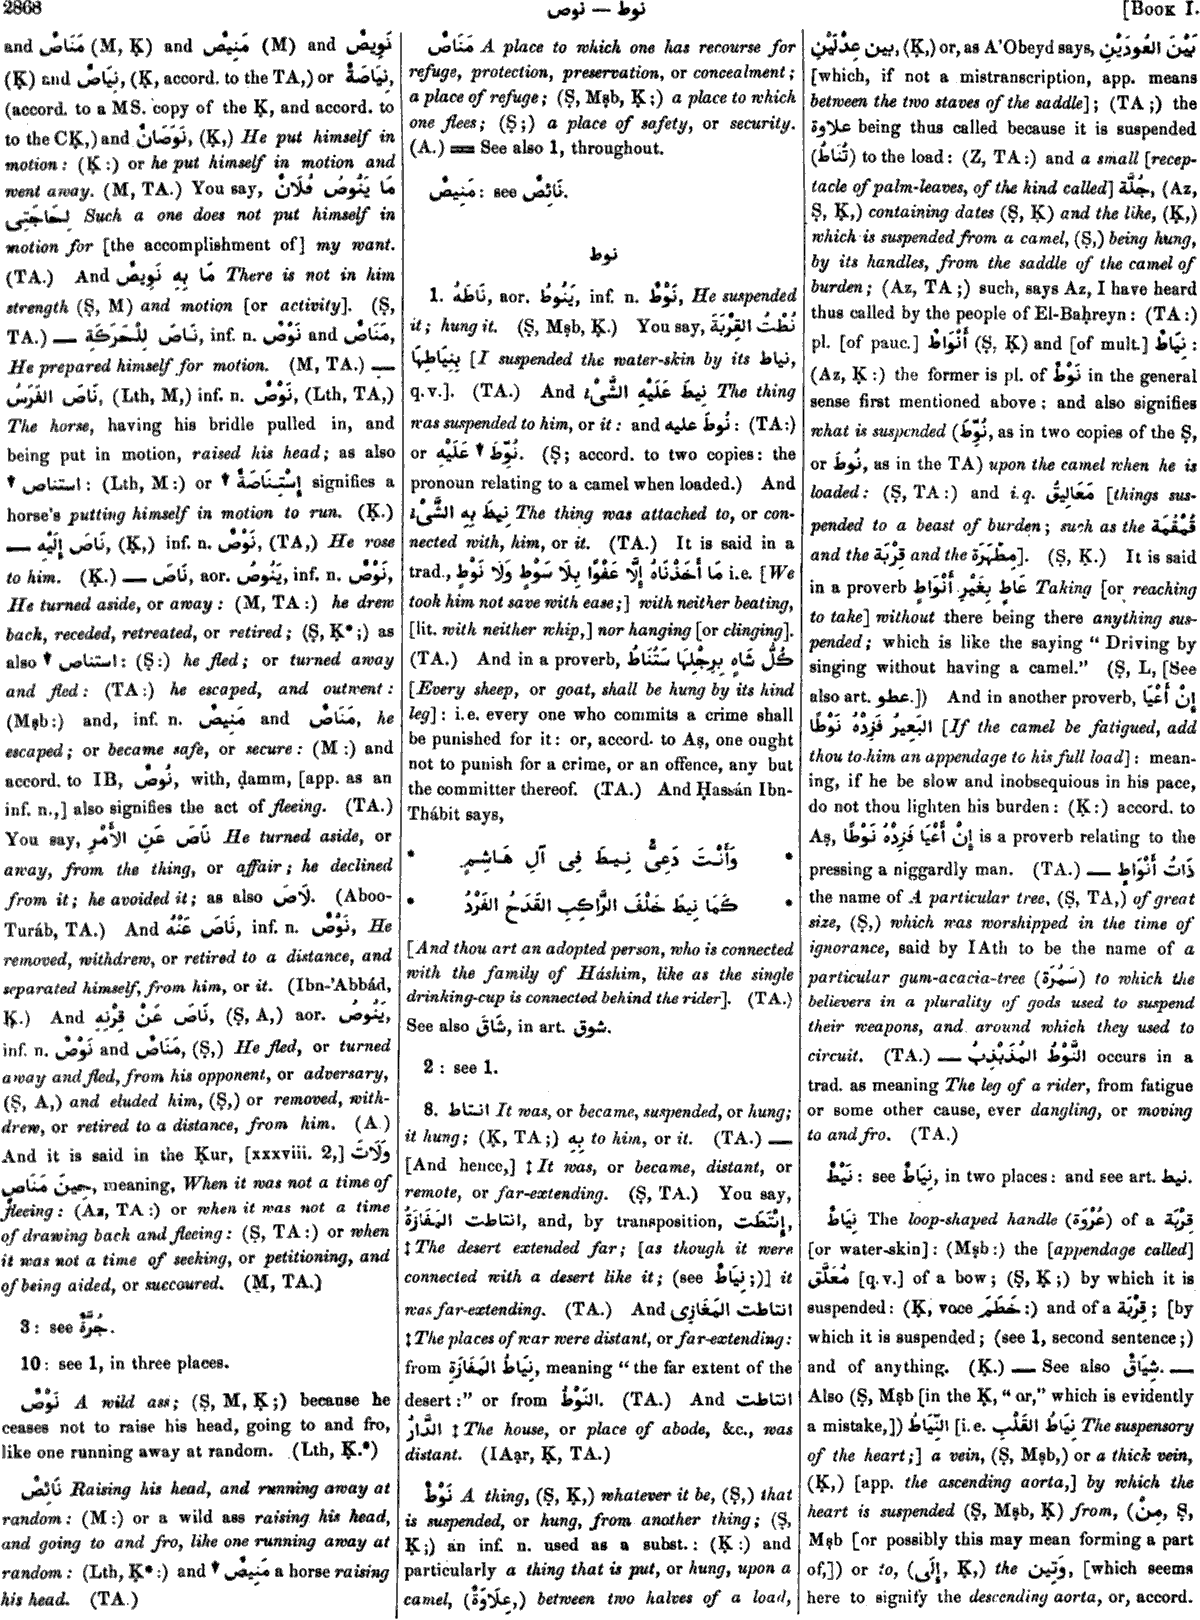 2868
نوص — نوط
[BOOK I.
and مَنَاصٌ (M, Ḳ) and مَنِيصٌ (M) and نَوِيصٌ
(Ḳ) and نِيَاصٌ, (Ḳ, accord. to the TA,) or نِيَاصَةٌ,
(accord. to a MS. copy of the Ḳ, and accord. to
to the CḲ,) and نَوَصَانٌ, (Ḳ,) He put himself in
motion: (Ḳ:) or he put himself in motion and
went away. (M, TA.) You say, مَا يَنُوصُ فُلَانٌ
لِحَاجَتِى Such a one does not put himself in
motion for [the accomplishment of] my want.
(TA.) And مَا بِهِ نَوِيصٌ There is not in him
strength (Ṣ, M) and motion [or activity]. (Ṣ,
TA.) — نَاصَ لِلْحَرَكَةِ, inf. n. نَوْصٌ and مَنَاصٌ,
He prepared himself for motion. (M, TA.) —
نَاصَ الفَرَسُ, (Lth, M,) inf. n. نَوْصٌ, (Lth, TA,)
The horse, having his bridle pulled in, and
being put in motion, raised his head; as also
▼ استناص: (Lth, M:) or ▼ إِسْتِنَاصَةٌ signifies a
horse's putting himself in motion to run. (Ḳ.)
— نَاصَ إِلَيْهِ, (Ḳ,) inf. n. نَوْصٌ, (TA,) He rose
to him. (Ḳ.) — نَاصَ, aor. يَنُوصُ, inf. n. نَوْصٌ,
He turned aside, or away: (M, TA:) he drew
back, receded, retreated, or retired; (Ṣ, Ḳ*;) as
also ▼ استناص: (Ṣ:) he fled; or turned away
and fled: (TA:) he escaped, and outwent:
(Mṣb:) and, inf. n. مَنِيصٌ and مَنَاصٌ, he
escaped; or became safe, or secure: (M:) and
accord. to IB, نُوصٌ, with, ḍamm, [app. as an
inf. n.,] also signifies the act of fleeing. (TA.)
You say, نَاصَ عَنِ الأَمْرِ He turned aside, or
away, from the thing, or affair; he declined
from it; he avoided it; as also لَاصَ. (Aboo-
Turáb, TA.) And نَاصَ عَنْهُ, inf. n. نَوْصٌ, He
removed, withdrew, or retired to a distance, and
separated himself, from him, or it. (Ibn-'Abbád,
Ḳ.) And نَاصَ عَنْ قِرْنِهِ, (Ṣ, A,) aor. يَنُوصُ,
inf. n. نَوْصٌ and مَنَاصٌ, (Ṣ,) He fled, or turned
away and fled, from his opponent, or adversary,
(Ṣ, A,) and eluded him, (Ṣ,) or removed, with-
drew, or retired to a distance, from him. (A.)
And it is said in the Ḳur, [xxxviii. 2,] وَلَاتَ
حِينَ مَنَاصٍ, meaning, When it was not a time of
fleeing: (Az, TA:) or when it was not a time
of drawing back and fleeing: (Ṣ, TA:) or when
it was not a time of seeking, or petitioning, and
of being aided, or succoured. (M, TA.)
3: see جُرَّةٌ.
10: see 1, in three places.
نَوْصٌ A wild ass; (Ṣ, M, Ḳ;) because he
ceases not to raise his head, going to and fro,
like one running away at random. (Lth, Ḳ.*)
نَائِصٌ Raising his head, and running away at
random: (M:) or a wild ass raising his head,
and going to and fro, like one running away at
random: (Lth, Ḳ*:) and ▼ مَنِيصٌ a horse raising
his head. (TA.)
مَنَاصٌ A place to which one has recourse for
refuge, protection, preservation, or concealment;
a place of refuge; (Ṣ, Mṣb, Ḳ;) a place to which
one flees; (Ṣ;) a place of safety, or security.
(A.) ═ See also 1, throughout.
مَنِيصٌ: see نَائِصٌ.
نوط
1. نَاطَهُ, aor. يَنُوطُ, inf. n. نَوْطٌ, He suspended
it; hung it. (Ṣ, Mṣb, Ḳ.) You say, نُطْتُ القِرْبَةَ
بِنِيَاطِهَا [I suspended the water-skin by its نياط,
q. v.]. (TA.) And نِيطَ عَلَيْهِ الشَّىْءُ The thing
was suspended to him, or it: and نُوطَ عليه: (TA:)
or ▼ نُوِّطَ عَلَيْهِ. (Ṣ; accord. to two copies: the
pronoun relating to a camel when loaded.) And
نِيطَ بِهِ الشَّىْءُ The thing was attached to, or con-
nected with, him, or it. (TA.) It is said in a
trad., مَا أَخَذْنَاهُ إِلَّا عَفْوًا بِلَا سَوْطٍ وَلَا نَوْطٍ i.e. [We
took him not save with ease;] with neither beating,
[lit. with neither whip,] nor hanging [or clinging].
(TA.) And in a proverb, كُلُّ شَاةٍ بِرِجْلِهَا سَتُنَاطُ
[Every sheep, or goat, shall be hung by its hind
leg]: i.e. every one who commits a crime shall
be punished for it: or, accord. to Aṣ, one ought
not to punish for a crime, or an offence, any but
the committer thereof. (TA.) And Ḥassán Ibn-
Thábit says,
* وَأَنْتَ دَعِىٌّ نِيطَ فِى آلِ هَاشِمٍ *
* كَمَا نِيطَ خَلْفَ الرَّاكِبِ القَدَحُ الفَرْدُ *
[And thou art an adopted person, who is connected
with the family of Háshim, like as the single
drinking-cup is connected behind the rider]. (TA.)
See also شَاقَ, in art. شوق.
2: see 1.
8. انتاط It was, or became, suspended, or hung;
it hung; (Ḳ, TA;) بِهِ to him, or it. (TA.) —
[And hence,] ‡ It was, or became, distant, or
remote, or far-extending. (Ṣ, TA.) You say,
انتاطت المَفَازَةُ, and, by transposition, إِنْتَطَتِ,
‡ The desert extended far; [as though it were
connected with a desert like it; (see نِيَاطٌ;)] it
was far-extending. (TA.) And انتاطت المَغَازِى
‡ The places of war were distant, or far-extending:
from نِيَاطُ المَفَازَةِ, meaning "the far extent of the
desert:" or from النَّوْطُ. (TA.) And انتاطت
الدَّارُ ‡ The house, or place of abode, &c., was
distant. (IAạr, Ḳ, TA.)
نَوْطٌ A thing, (Ṣ, Ḳ,) whatever it be, (Ṣ,) that
is suspended, or hung, from another thing; (Ṣ,
Ḳ;) an inf. n. used as a subst.: (Ḳ:) and
particularly a thing that is put, or hung, upon a
camel, (عِلَاوَةٌ,) between two halves of a load,
بين عِدْلَيْنِ, (Ḳ,) or, as A'Obeyd says, بَيْنَ العُودَيْنِ
[which, if not a mistranscription, app. means
between the two staves of the saddle]; (TA;) the
علاوة being thus called because it is suspended
(تُنَاطُ) to the load: (Z, TA:) and a small [recep-
tacle of palm-leaves, of the kind called] جُلَّة, (Az,
Ṣ, Ḳ,) containing dates (Ṣ, Ḳ) and the like, (Ḳ,)
which is suspended from a camel, (Ṣ,) being hung,
by its handles, from the saddle of the camel of
burden; (Az, TA;) such, says Az, I have heard
thus called by the people of El-Baḥreyn: (TA:)
pl. [of pauc.] أَنْوَاطٌ (Ṣ, Ḳ) and [of mult.] نِيَاطٌ:
(Az, Ḳ:) the former is pl. of نَوْطٌ in the general
sense first mentioned above: and also signifies
what is suspended (نُوِّطَ, as in two copies of the Ṣ,
or نُوطَ, as in the TA) upon the camel when he is
loaded: (Ṣ, TA:) and i. q. مَعَالِيقُ [things sus-
pended to a beast of burden; such as the قُمْقُمَة
and the قِرْبَة and the مِطْهَرَة]. (Ṣ, Ḳ.) It is said
in a proverb عَاطٍ بِغَيْرِ أَنْوَاطٍ Taking [or reaching
to take] without there being there anything sus-
pended; which is like the saying "Driving by
singing without having a camel." (Ṣ, L, [See
also art. عطو.]) And in another proverb, إِنْ أَعْيَا
البَعِيرُ فَزِدْهُ نَوْطًا [If the camel be fatigued, add
thou to him an appendage to his full load]: mean-
ing, if he be slow and inobsequious in his pace,
do not thou lighten his burden: (Ḳ:) accord. to
Aṣ, إِنْ أَعْيَا فَزِدْهُ نَوْطًا is a proverb relating to the
pressing a niggardly man. (TA.) — ذَاتُ أَنْوَاطٍ
the name of A particular tree, (Ṣ, TA,) of great
size, (Ṣ,) which was worshipped in the time of
ignorance, said by IAth to be the name of a
particular gum-acacia-tree (سَمُرَة) to which the
believers in a plurality of gods used to suspend
their weapons, and around which they used to
circuit. (TA.) — النَّوْطُ المُذَبْذِبُ occurs in a
trad. as meaning The leg of a rider, from fatigue
or some other cause, ever dangling, or moving
to and fro. (TA.)
نَيْطٌ: see نِيَاطٌ, in two places: and see art. نيط.
نِيَاطٌ The loop-shaped handle (عُرْوَة) of a قِرْبَة
[or water-skin]: (Mṣb:) the [appendage called]
مُعَلَّق [q. v.] of a bow; (Ṣ, Ḳ;) by which it is
suspended: (Ḳ, voce خَطَمَ:) and of a قِرْبَة; [by
which it is suspended; (see 1, second sentence;)
and of anything. (Ḳ.) — See also شِيَاقٌ. —
Also (Ṣ, Mṣb [in the Ḳ, "or," which is evidently
a mistake,]) النِّيَاطُ [i.e. نِيَاطُ القَلْبِ The suspensory
of the heart;] a vein, (Ṣ, Mṣb,) or a thick vein,
(Ḳ,) [app. the ascending aorta,] by which the
heart is suspended (Ṣ, Mṣb, Ḳ) from, (مِنْ, Ṣ,
Mṣb [or possibly this may mean forming a part
of,]) or to, (إِلَى, Ḳ,) the وَتِين, [which seems
here to signify the descending aorta, or, accord.